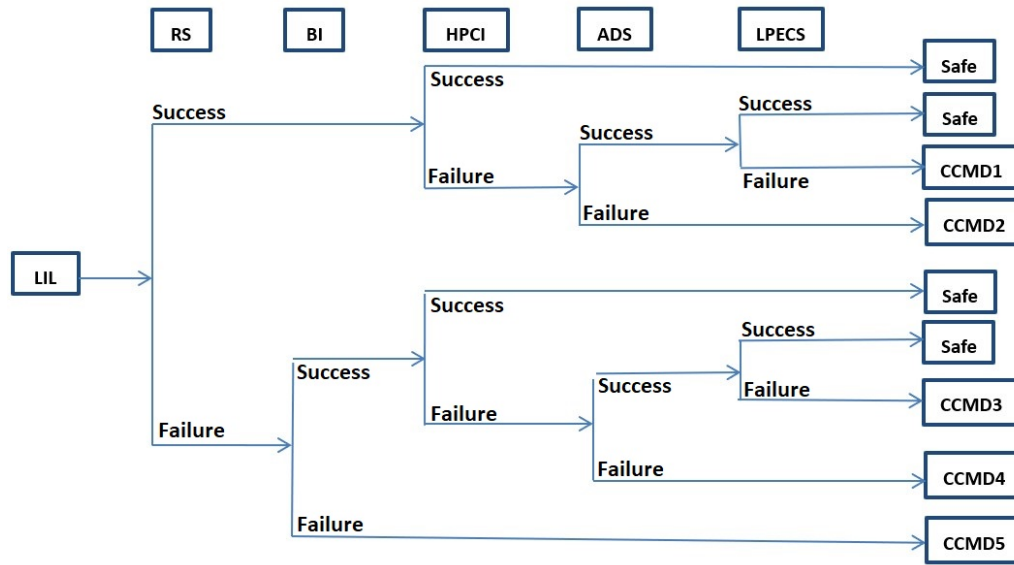 RS BI HPCI ADS LPECS
Safe
Success
Success Success Safe
Success
Failure Failure CCMD1
Failure CCMD2
LIL
Success Safe
Success Safe
Success Success Failure CCMD3
Failure
Failure
Failure CCMD4
Failure CCMD5